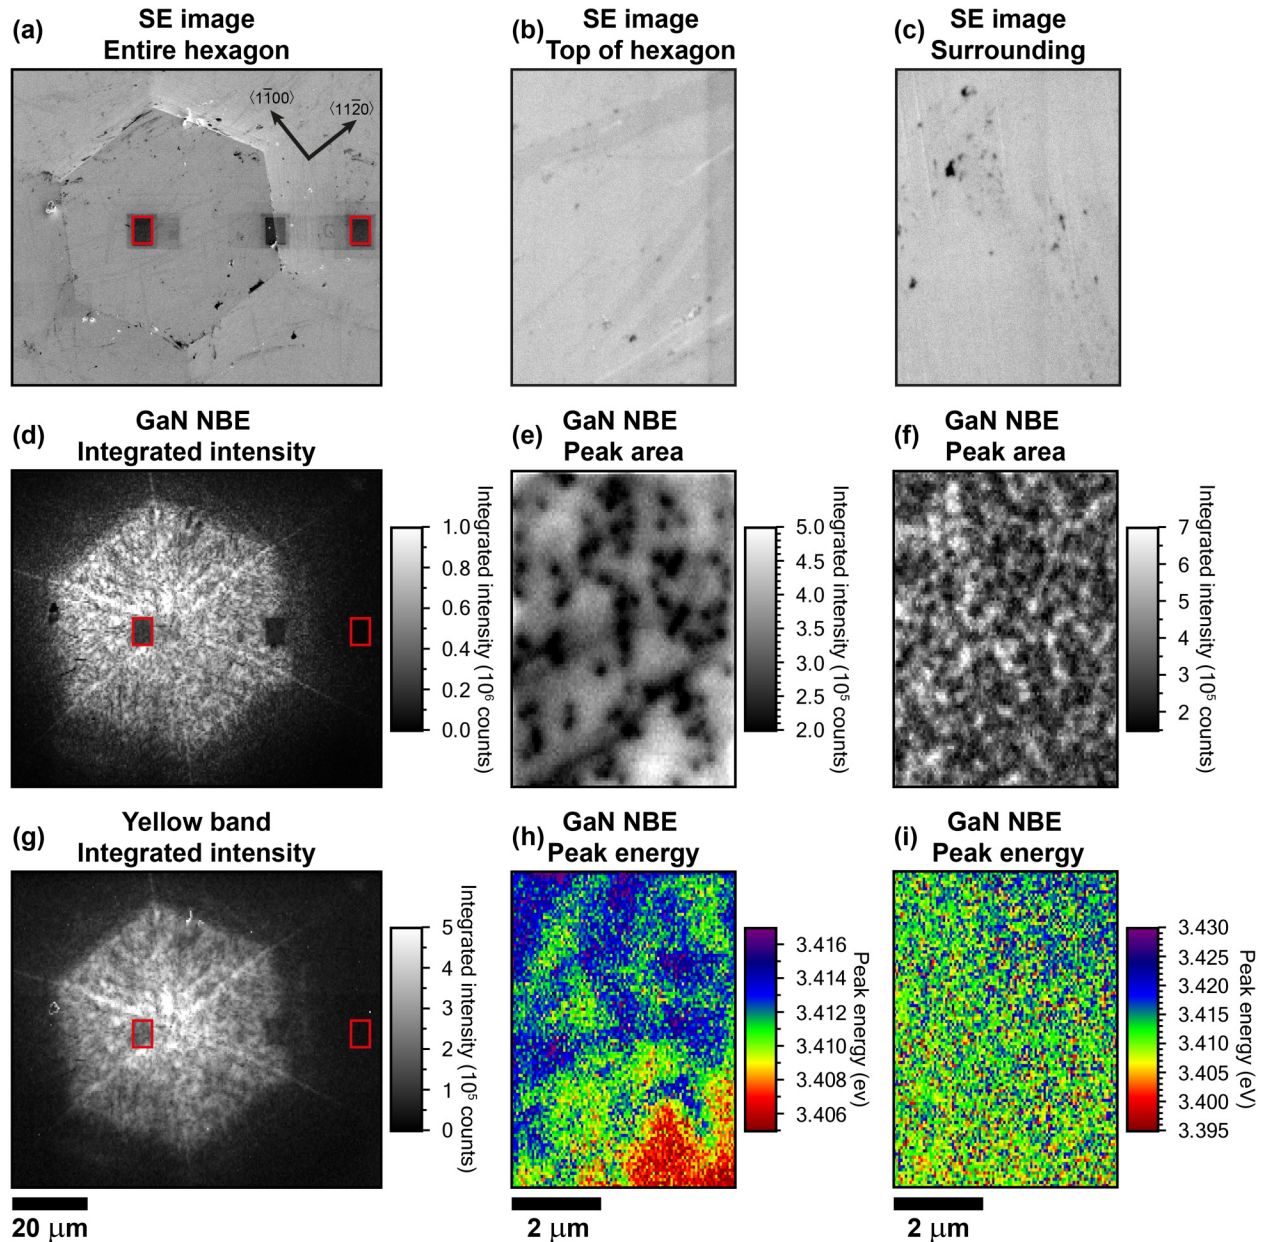 (a) SE image
Entire hexagon
(b) SE image
Top of hexagon
(c) SE image
Surrounding
⟨11̅00⟩
⟨112̅0⟩
(d) GaN NBE
Integrated intensity
1.0
0.8
0.6
0.4
0.2
0.0
Integrated intensity (10⁶ counts)
(e) GaN NBE
Peak area
5.0
4.5
4.0
3.5
3.0
2.5
2.0
Integrated intensity (10⁵ counts)
(f) GaN NBE
Peak area
7
6
5
4
3
2
Integrated intensity (10⁵ counts)
(g) Yellow band
Integrated intensity
5
4
3
2
1
0
Integrated intensity (10⁵ counts)
(h) GaN NBE
Peak energy
3.416
3.414
3.412
3.410
3.408
3.406
Peak energy (ev)
(i) GaN NBE
Peak energy
3.430
3.425
3.420
3.415
3.410
3.405
3.400
3.395
Peak energy (eV)
20 μm
2 μm
2 μm